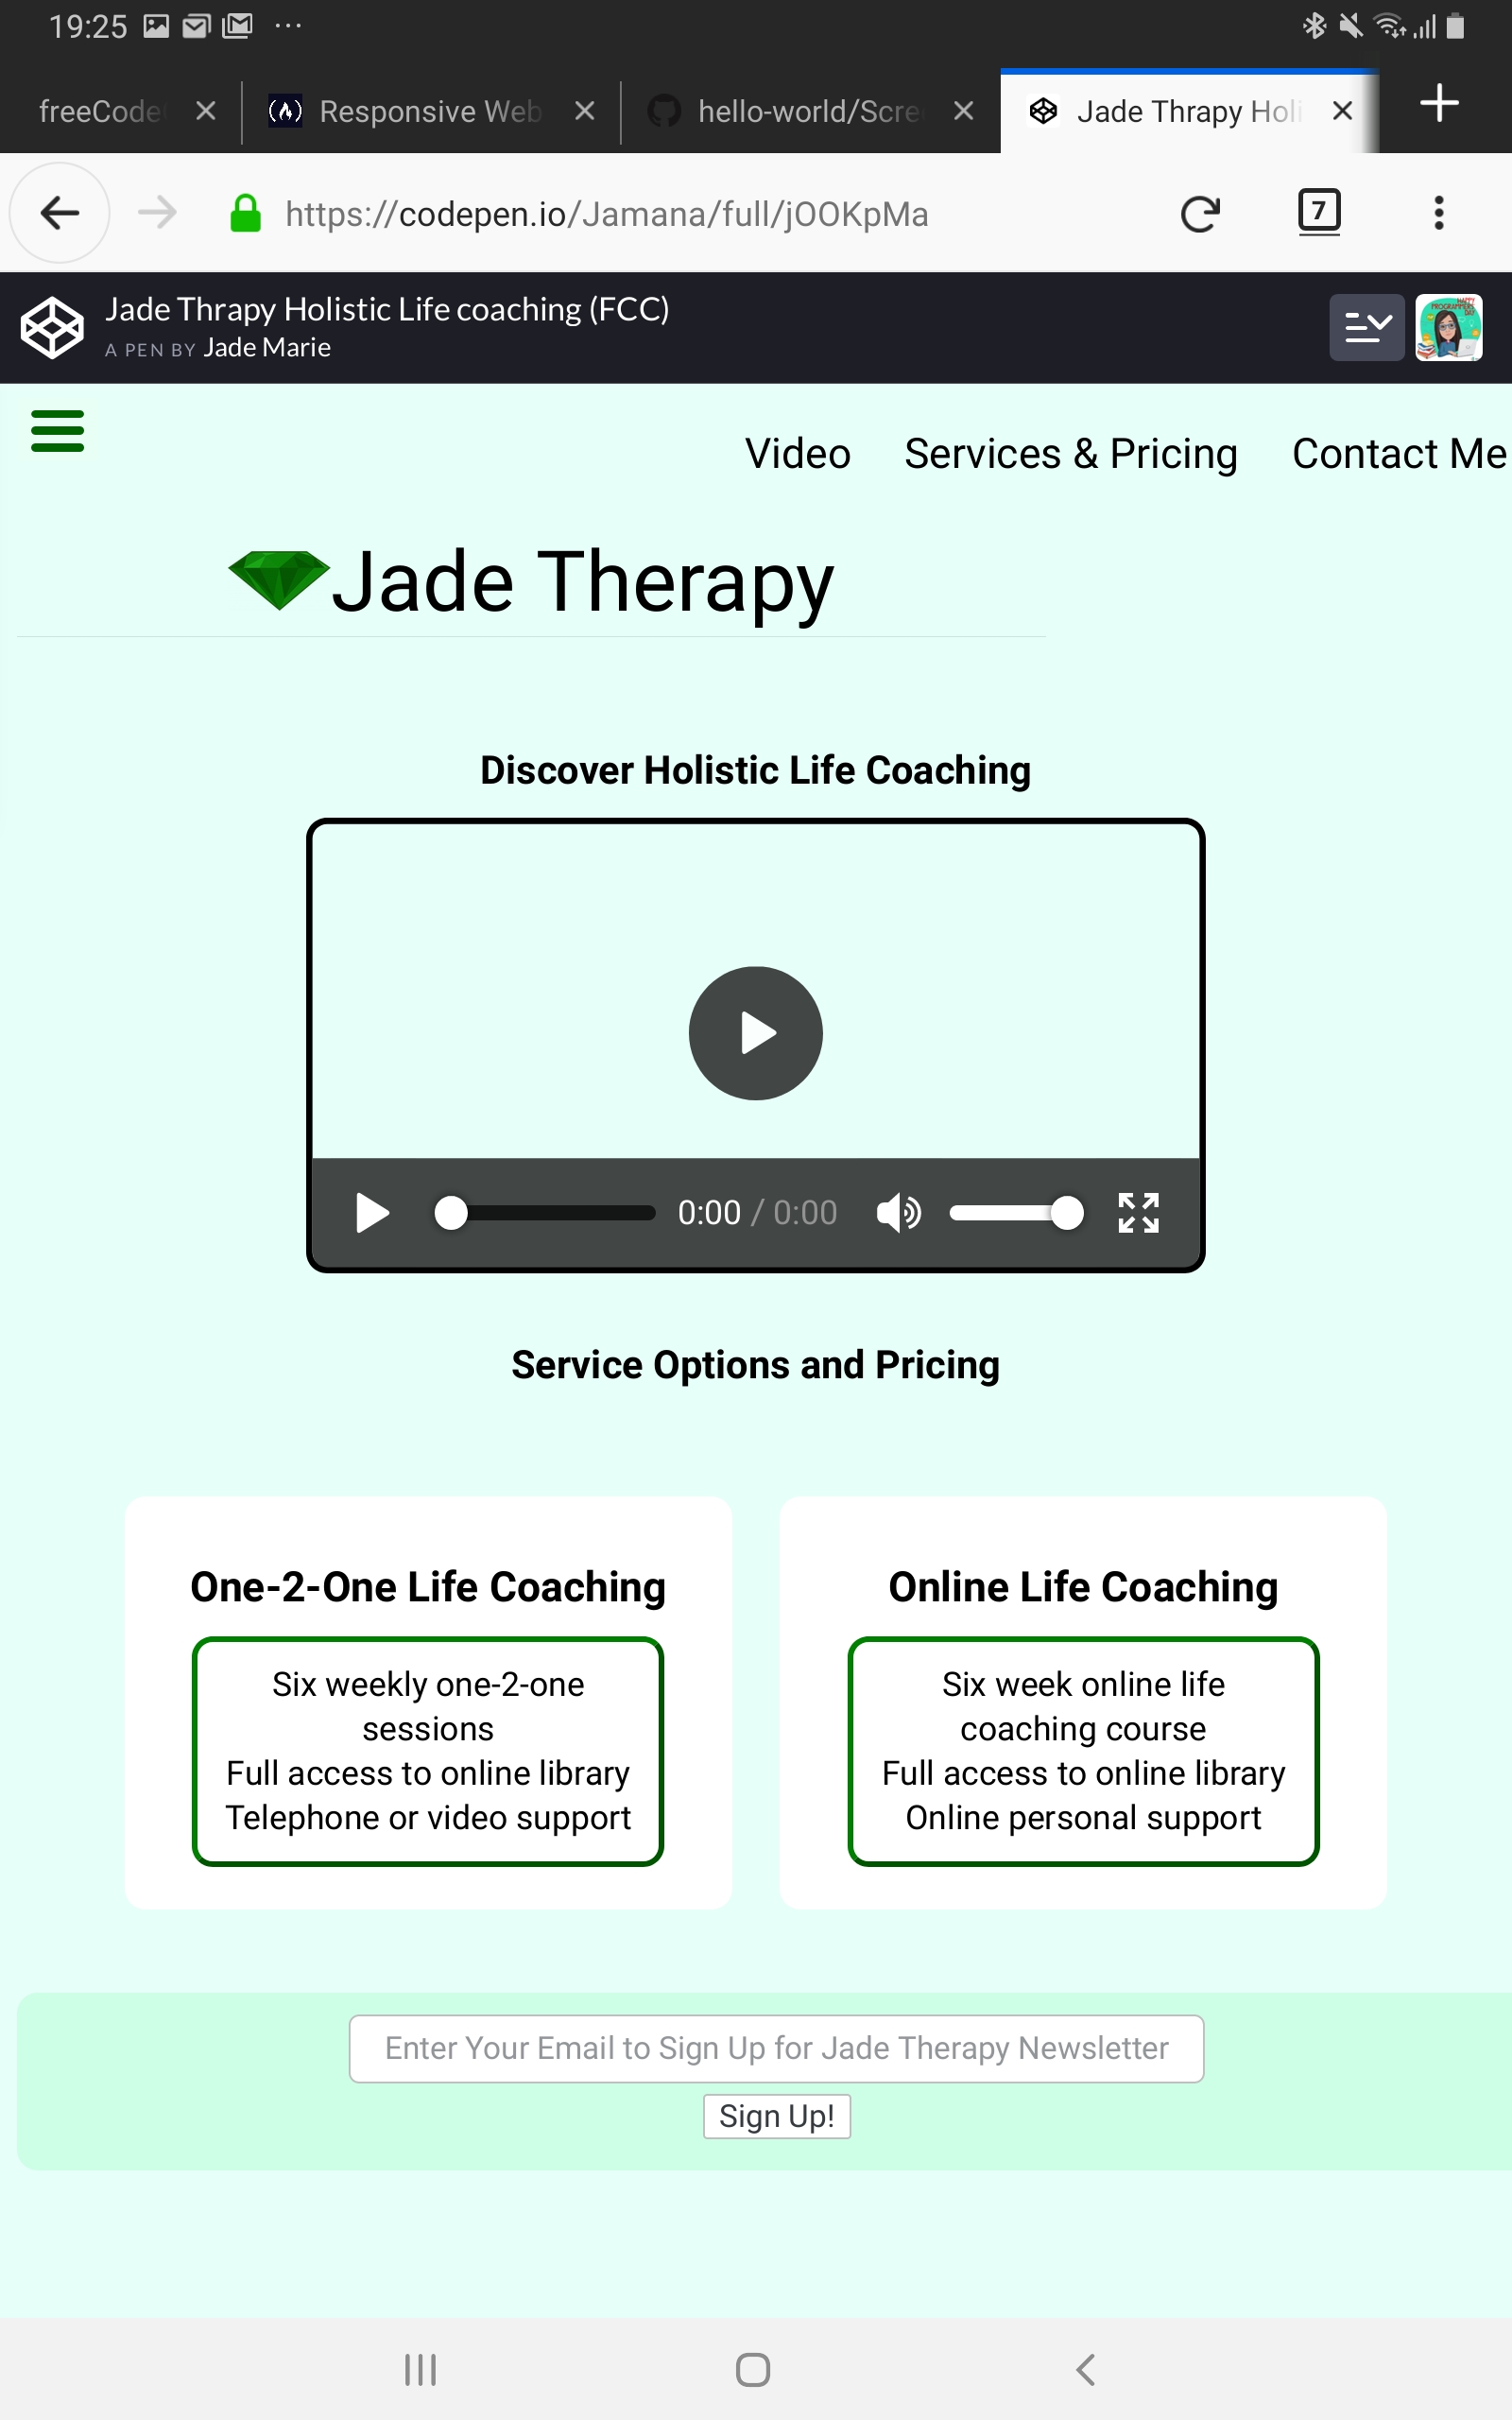 19:25
freeCode
Responsive Web
hello-world/Scre
Jade Thrapy Holi
https://codepen.io/Jamana/full/jOOKpMa
7
Jade Thrapy Holistic Life coaching (FCC)
A PEN BY Jade Marie
Video Services & Pricing Contact Me
Jade Therapy
Discover Holistic Life Coaching
0:00 / 0:00
Service Options and Pricing
One-2-One Life Coaching
Six weekly one-2-one
sessions
Full access to online library
Telephone or video support
Online Life Coaching
Six week online life
coaching course
Full access to online library
Online personal support
Enter Your Email to Sign Up for Jade Therapy Newsletter
Sign Up!